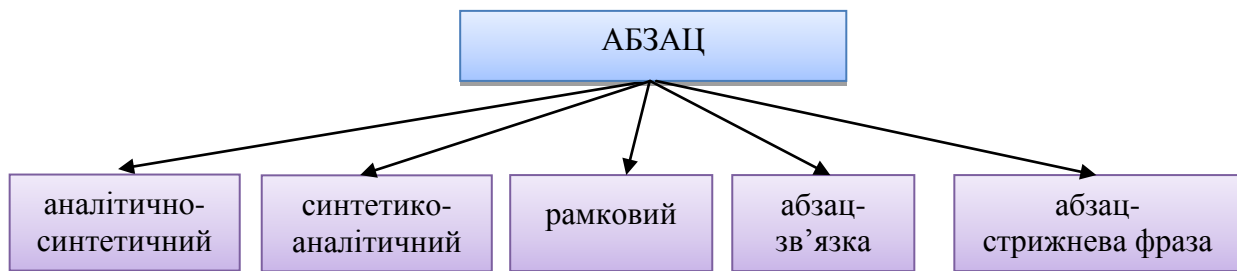 АБЗАЦ
аналітично-
синтетичний
синтетико-
аналітичний
рамковий
абзац-
зв’язка
абзац-
стрижнева фраза